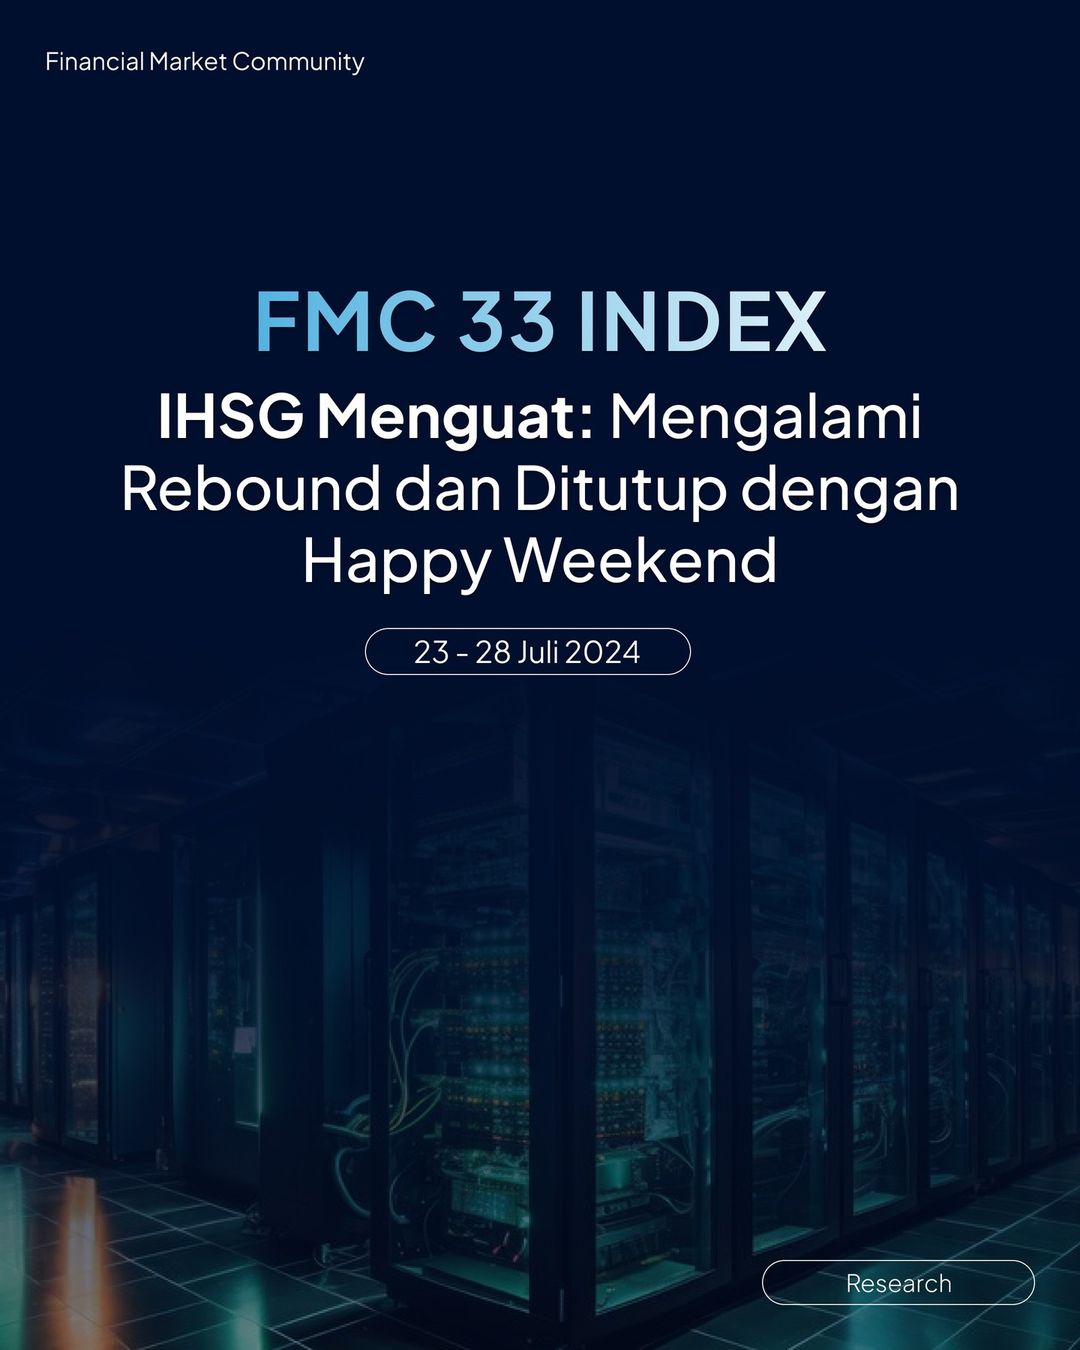 Financial Market Community
FMC 33 INDEX
IHSG Menguat: Mengalami
Rebound dan Ditutup dengan
Happy Weekend
23 - 28 Juli 2024
Research